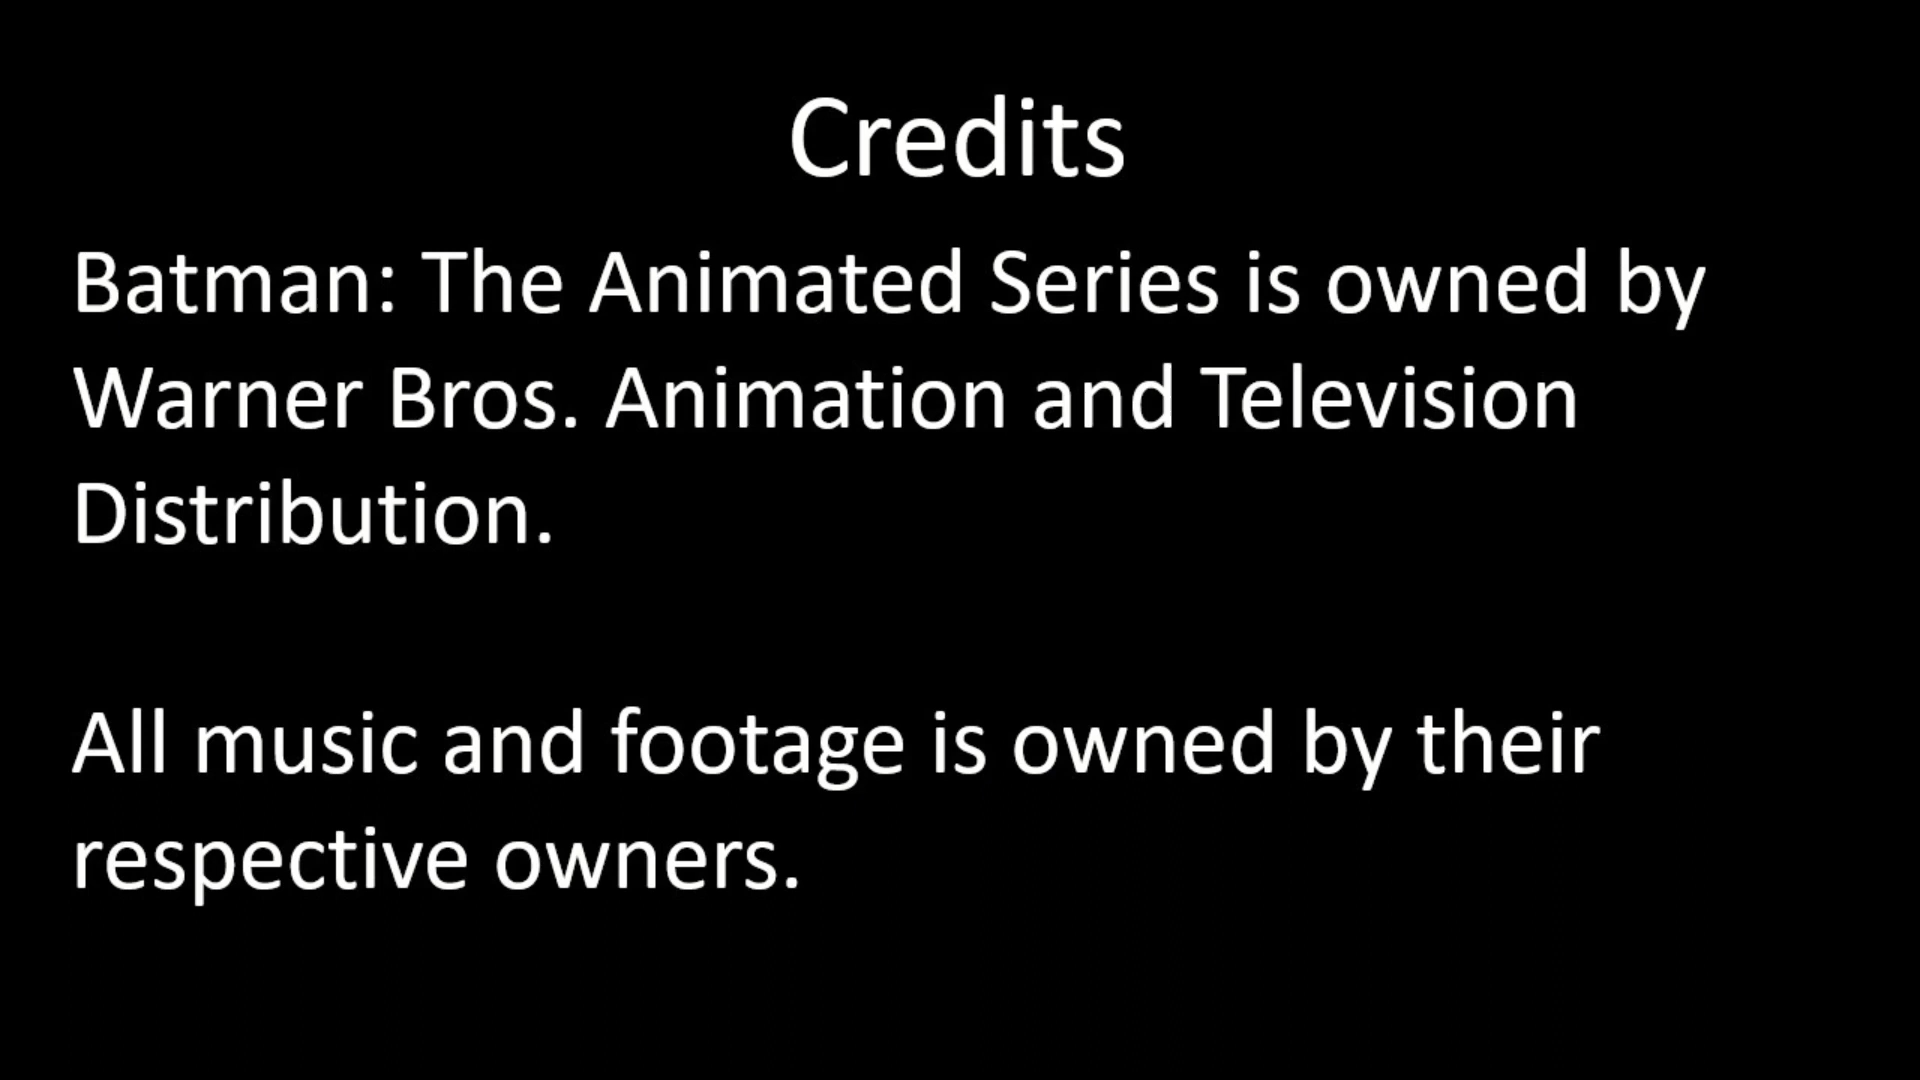 Credits
Batman: The Animated Series is owned by
Warner Bros. Animation and Television
Distribution.
All music and footage is owned by their
respective owners.